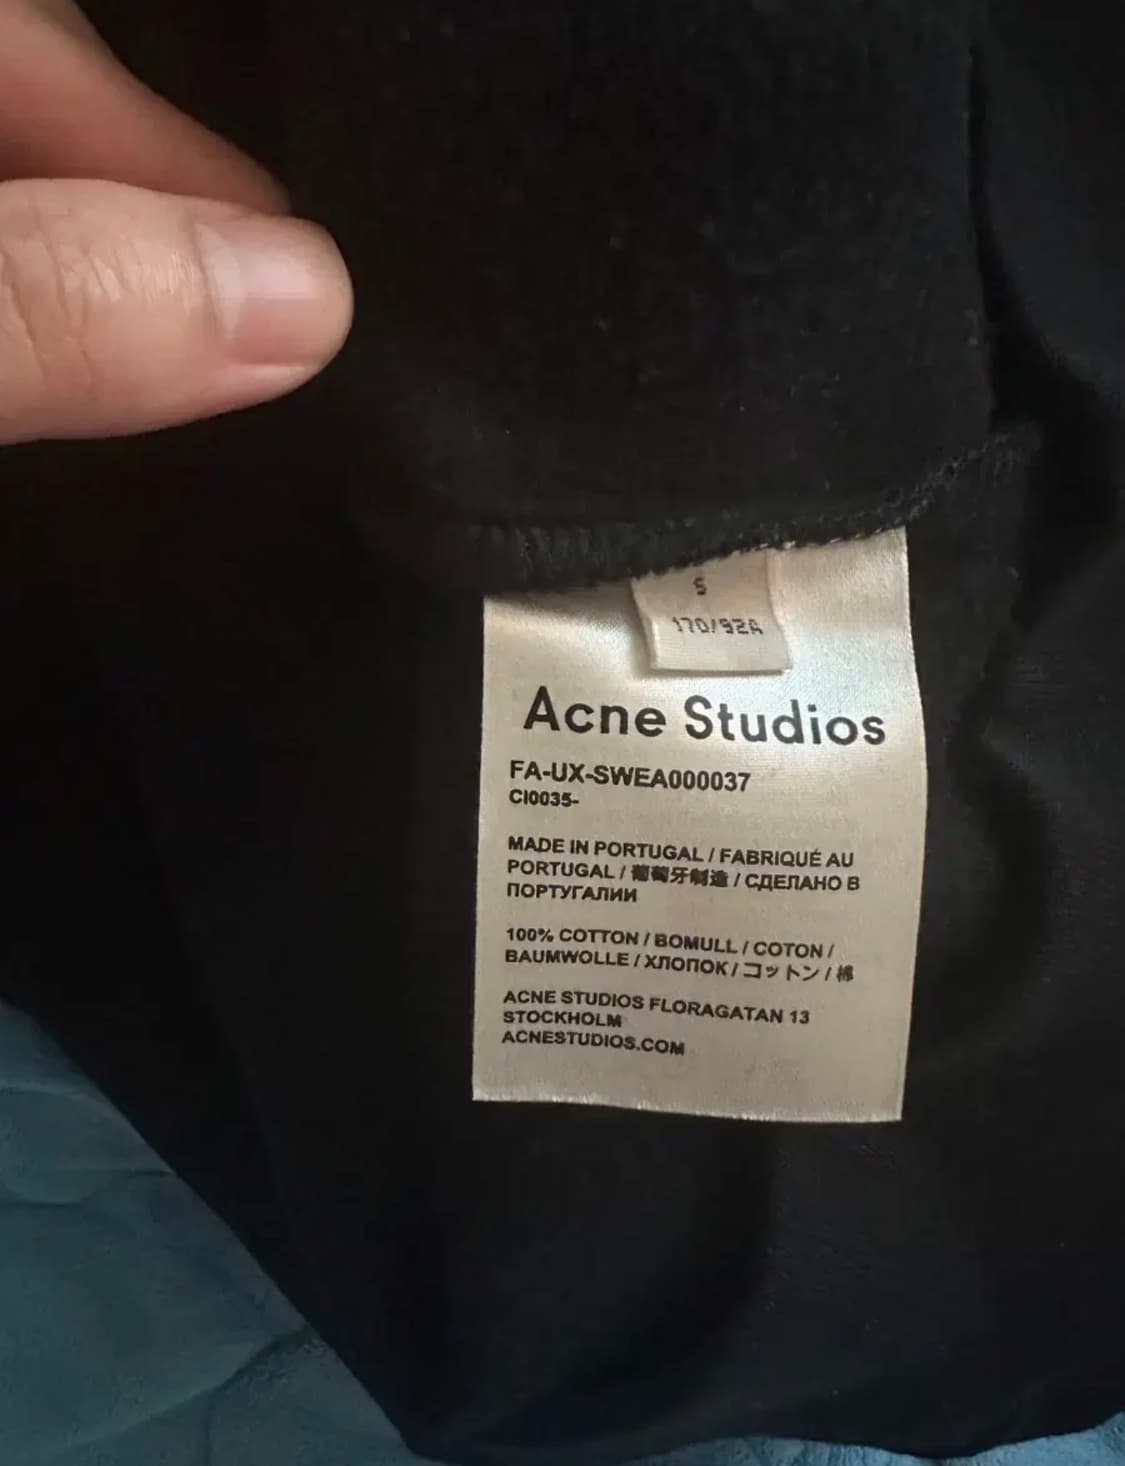 S
170/92A
Acne Studios
FA-UX-SWEA000037
CI0035-
MADE IN PORTUGAL / FABRIQUÉ AU
PORTUGAL / 葡萄牙制造 / СДЕЛАНО В
ПОРТУГАЛИИ
100% COTTON / BOMULL / COTON /
BAUMWOLLE / ХЛОПОК / コットン / 棉
ACNE STUDIOS FLORAGATAN 13
STOCKHOLM
ACNESTUDIOS.COM